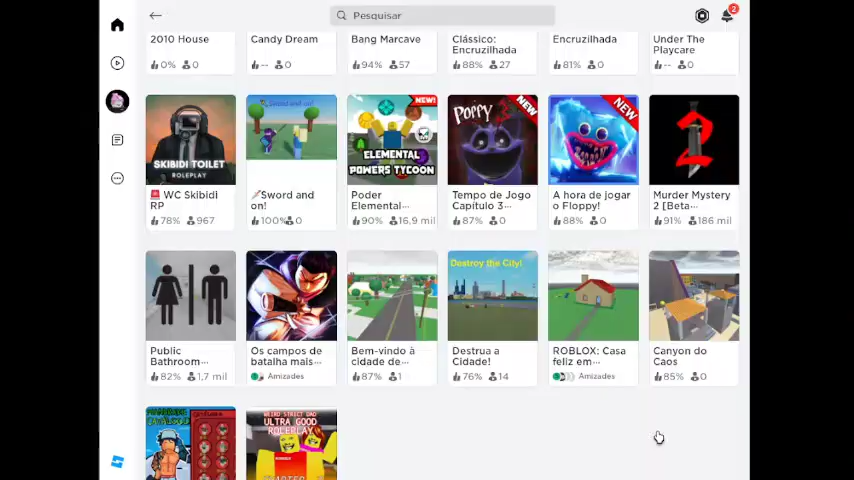 Pesquisar
2
2010 House
Candy Dream
Bang Marcave
Clássico:
Encruzilhada
Encruzilhada
Under The
Playcare
0% 0
-- 0
94% 57
88% 27
81% 0
-- 0
SKIBIDI TOILET
ROLEPLAY
Sword and on!
NEW!
ELEMENTAL
POWERS TYCOON
POPPY
NEW
NEW
2
🚨 WC Skibidi
RP
🗡Sword and
on!
Poder
Elemental...
Tempo de Jogo
Capítulo 3...
A hora de jogar
o Floppy!
Murder Mystery
2 [Beta...
78% 967
100% 0
90% 16,9 mil
87% 0
88% 0
91% 186 mil
Destroy the City!
Public
Bathroom...
Os campos de
batalha mais...
Bem-vindo à
cidade de...
Destrua a
Cidade!
ROBLOX: Casa
feliz em...
Canyon do
Caos
82% 1,7 mil
Amizades
87% 1
76% 14
Amizades
85% 0
WEIRD STRICT DAD
ULTRA GOOD
ROLEPLAY